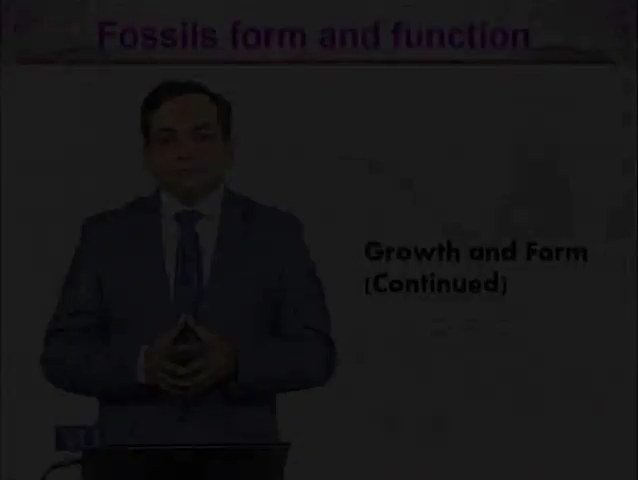 Fossils form and function
Growth and Form
(Continued)